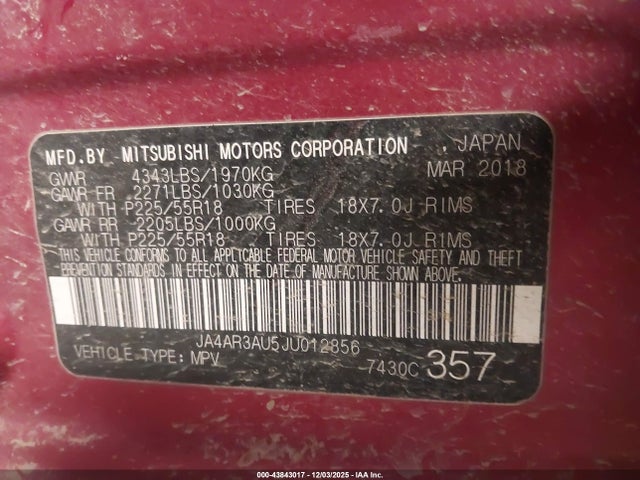 MFD.BY MITSUBISHI MOTORS CORPORATION , JAPAN
GVWR 4343LBS/1970KG MAR 2018
GAWR FR 2271LBS/1030KG
WITH P225/55R18 TIRES 18X7.0J RIMS
GAWR RR 2205LBS/1000KG
WITH P225/55R18 TIRES 18X7.0J RIMS
THIS VEHICLE CONFORMS TO ALL APPLYCABLE FEDERAL MOTOR VEHICLE SAFETY AND THEFT
PREVENTION STANDARDS IN EFFECT ON THE DATE OF MANUFACTURE SHOWN ABOVE.
JA4AR3AU5JU012856
VEHICLE TYPE: MPV 7430C 357
000-43843017 - 12/03/2025 - IAA Inc.